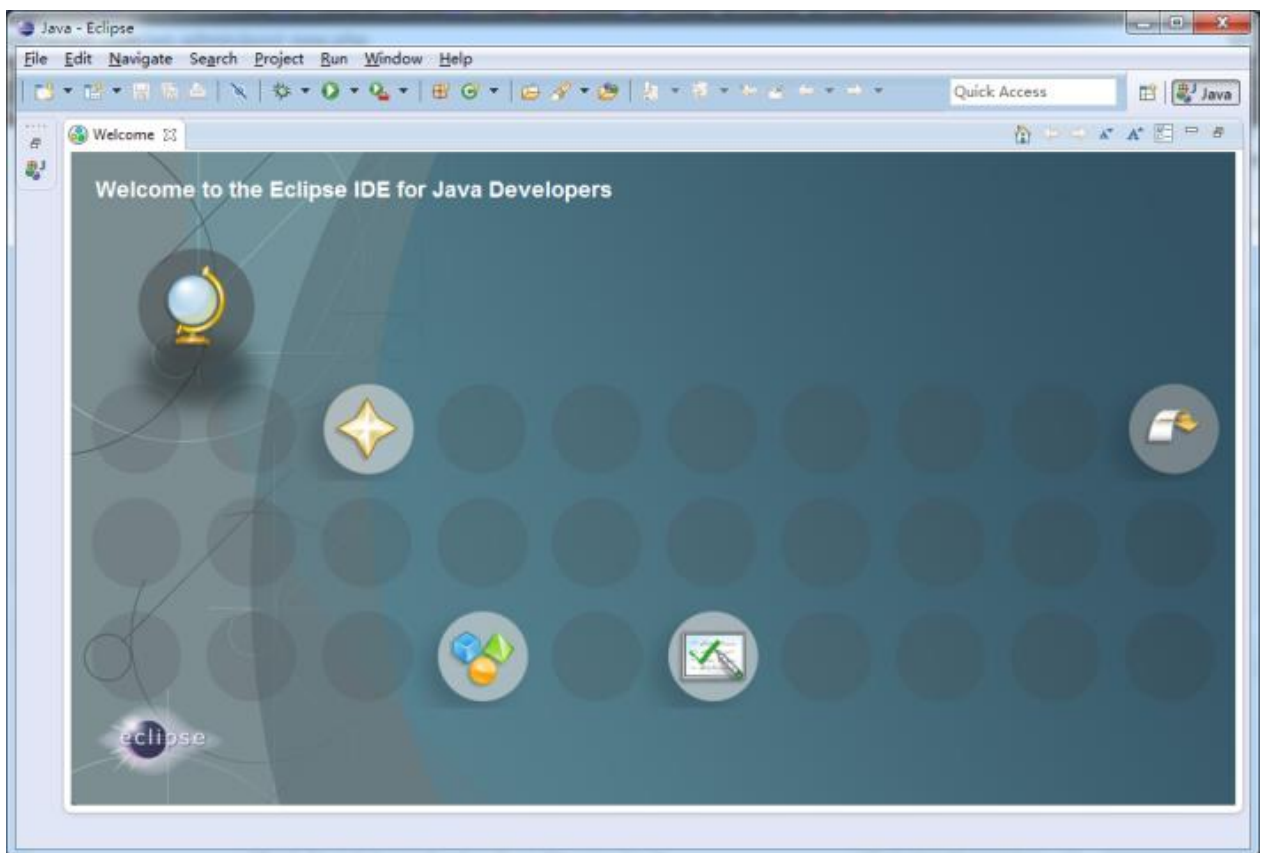 Java - Eclipse
File Edit Navigate Search Project Run Window Help
Quick Access
Java
Welcome
Welcome to the Eclipse IDE for Java Developers
eclipse